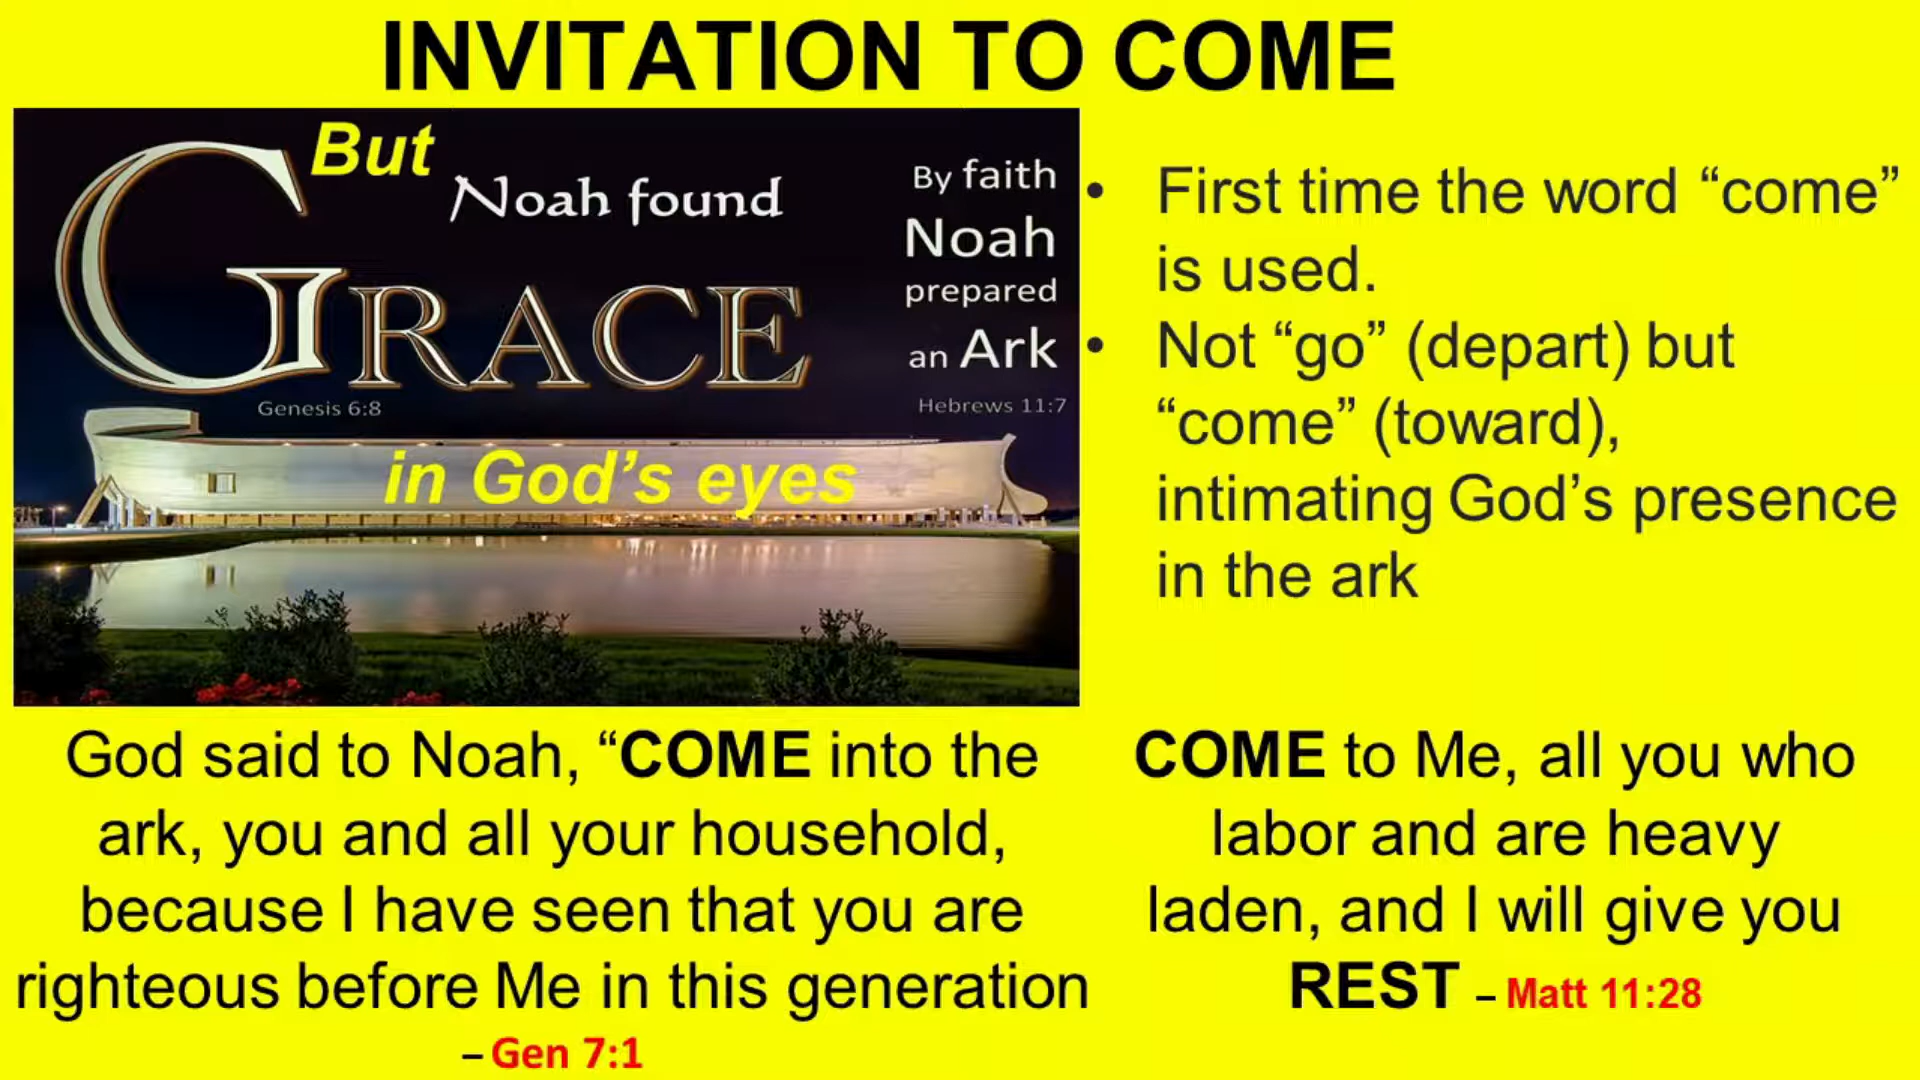 INVITATION TO COME
But
Noah found
GRACE
Genesis 6:8
By faith
Noah
prepared
an Ark
Hebrews 11:7
in God’s eyes
• First time the word “come”
is used.
• Not “go” (depart) but
“come” (toward),
intimating God’s presence
in the ark
God said to Noah, “COME into the
ark, you and all your household,
because I have seen that you are
righteous before Me in this generation
– Gen 7:1
COME to Me, all you who
labor and are heavy
laden, and I will give you
REST – Matt 11:28